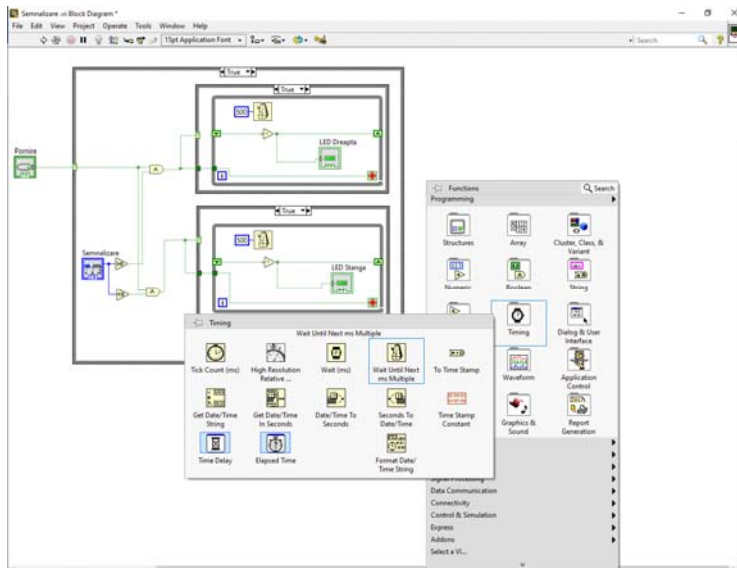 Semnalizare .vi Block Diagram *
File Edit View Project Operate Tools Window Help
15pt Application Font
Search
True
True
500
LED Dreapta
Pornire
i
True
500
Semnalizare
LED Stanga
i
Functions
Search
Programming
Structures
Array
Cluster, Class, & Variant
Numeric
Boolean
String
Timing
Dialog & User Interface
Waveform
Application Control
Graphics & Sound
Report Generation
Timing
Wait Until Next ms Multiple
Tick Count (ms)
High Resolution Relative ...
Wait (ms)
Wait Until Next ms Multiple
To Time Stamp
Get Date/Time String
Get Date/Time In Seconds
Date/Time To Seconds
Seconds To Date/Time
Time Stamp Constant
Time Delay
Elapsed Time
Format Date/ Time String
Signal Processing
Data Communication
Connectivity
Control & Simulation
Express
Addons
Select a VI...